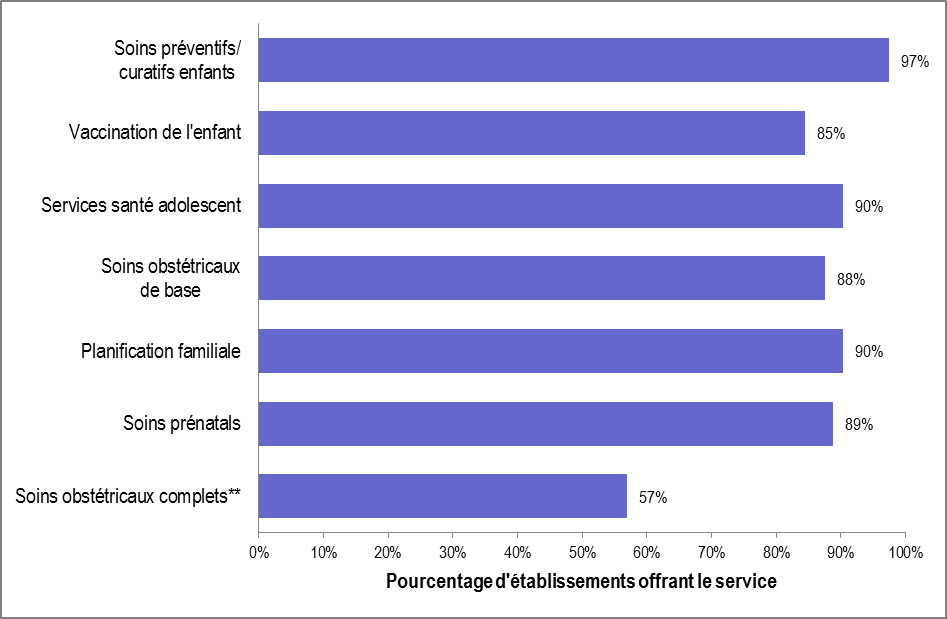 Soins préventifs/
curatifs enfants
97%
Vaccination de l'enfant
85%
Services santé adolescent
90%
Soins obstétricaux
de base
88%
Planification familiale
90%
Soins prénatals
89%
Soins obstétricaux complets**
57%
0% 10% 20% 30% 40% 50% 60% 70% 80% 90% 100%
Pourcentage d'établissements offrant le service